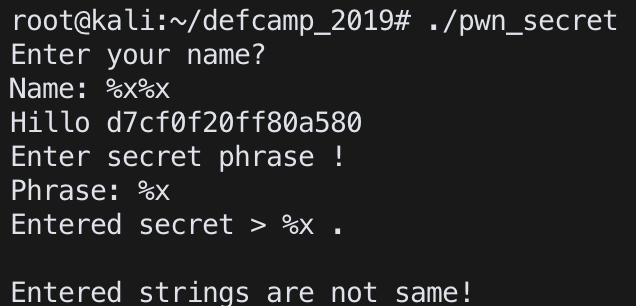 root@kali:~/defcamp_2019# ./pwn_secret
Enter your name?
Name: %x%x
Hillo d7cf0f20ff80a580
Enter secret phrase !
Phrase: %x
Entered secret > %x .
Entered strings are not same!